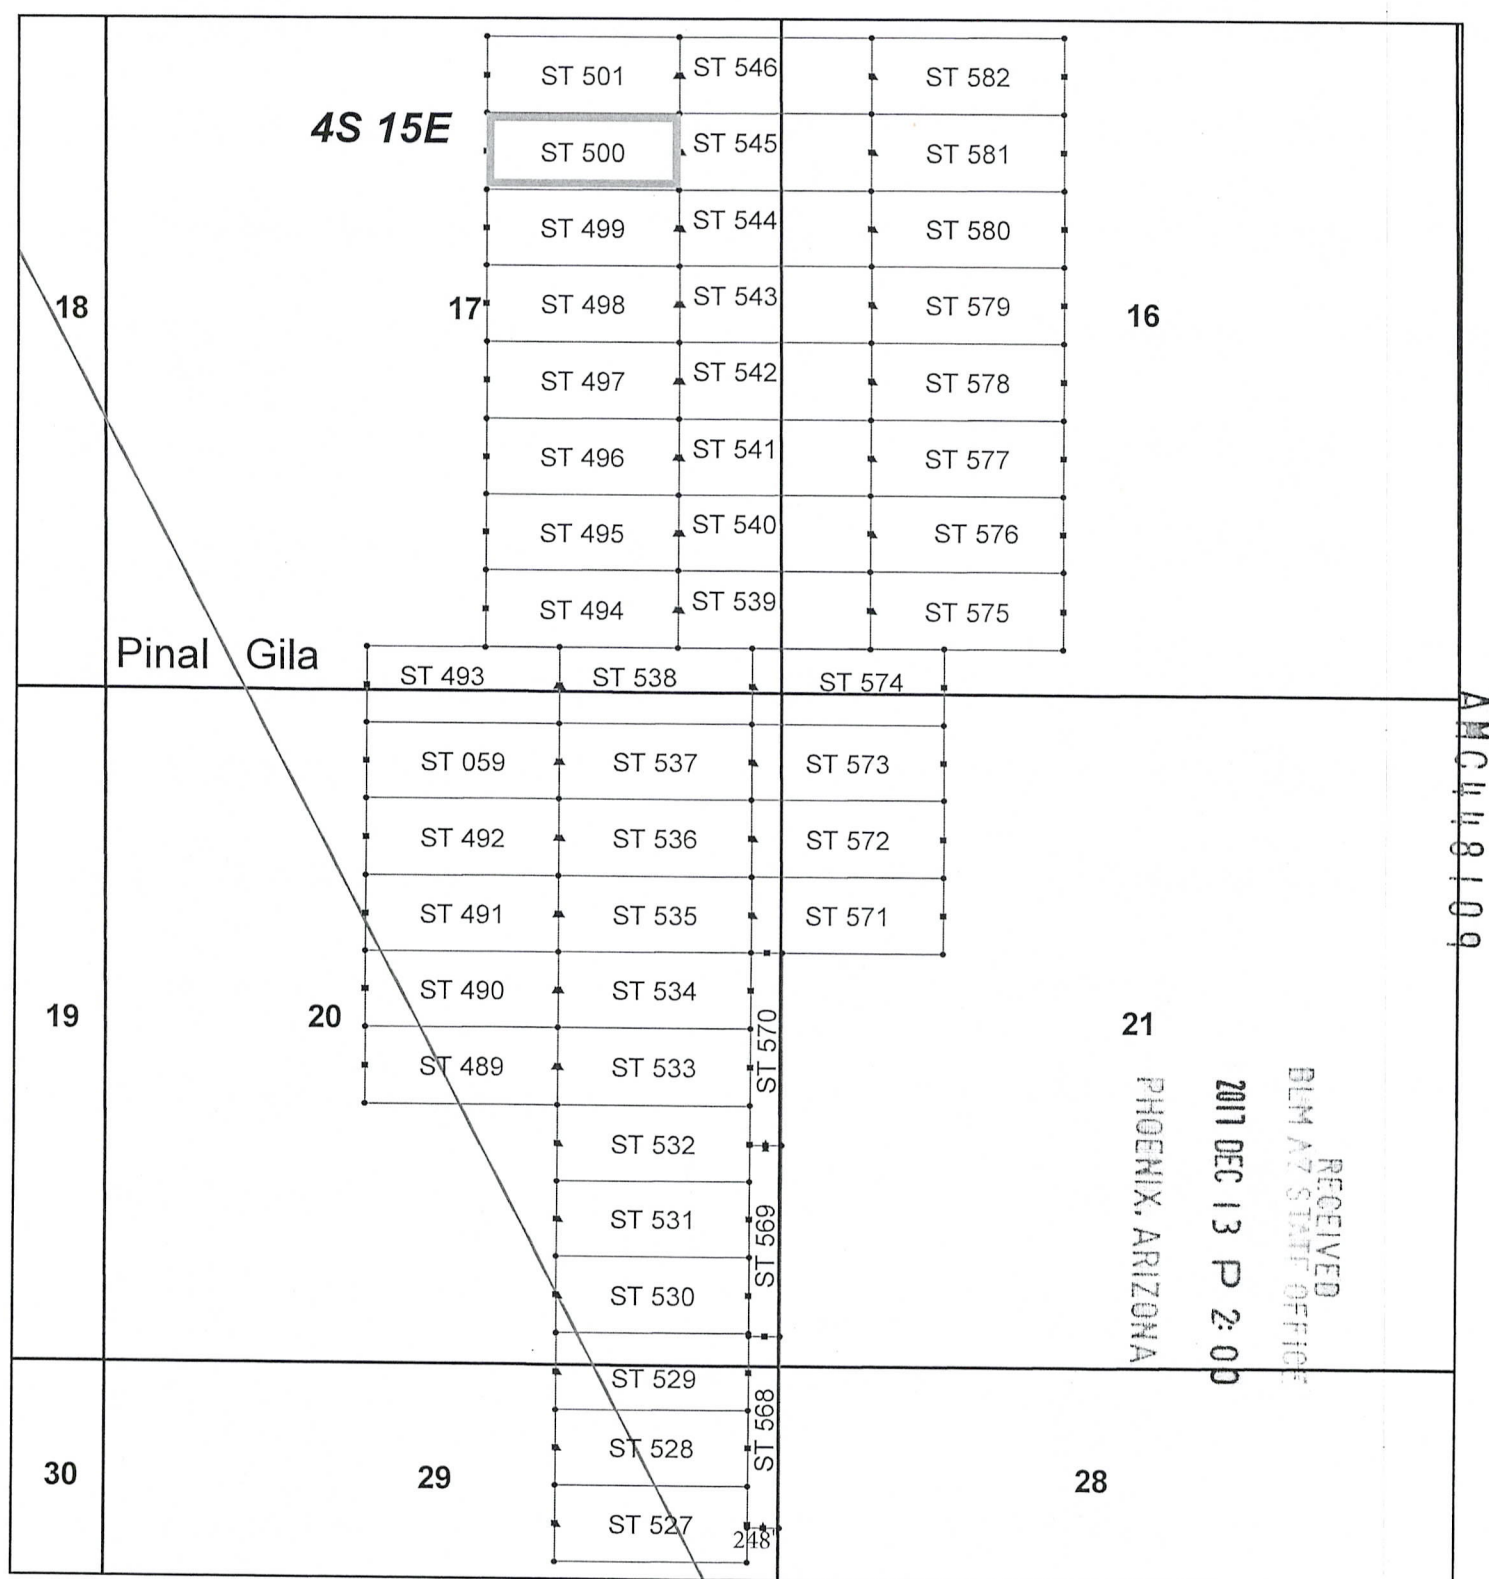 ST 501 ST 546 ST 582
4S 15E
ST 500 ST 545 ST 581
ST 499 ST 544 ST 580
18 17 ST 498 ST 543 ST 579 16
ST 497 ST 542 ST 578
ST 496 ST 541 ST 577
ST 495 ST 540 ST 576
ST 494 ST 539 ST 575
Pinal Gila
ST 493 ST 538 ST 574
ST 059 ST 537 ST 573
ST 492 ST 536 ST 572
ST 491 ST 535 ST 571
AMC448109
ST 490 ST 534
19 20 ST 570 21
ST 489 ST 533
ST 532
ST 531
ST 569
ST 530
RECEIVED
BLM AZ STATE OFFICE
2017 DEC 13 P 2:00
PHOENIX, ARIZONA
ST 529
ST 568
ST 528
30 29 28
ST 527
248'